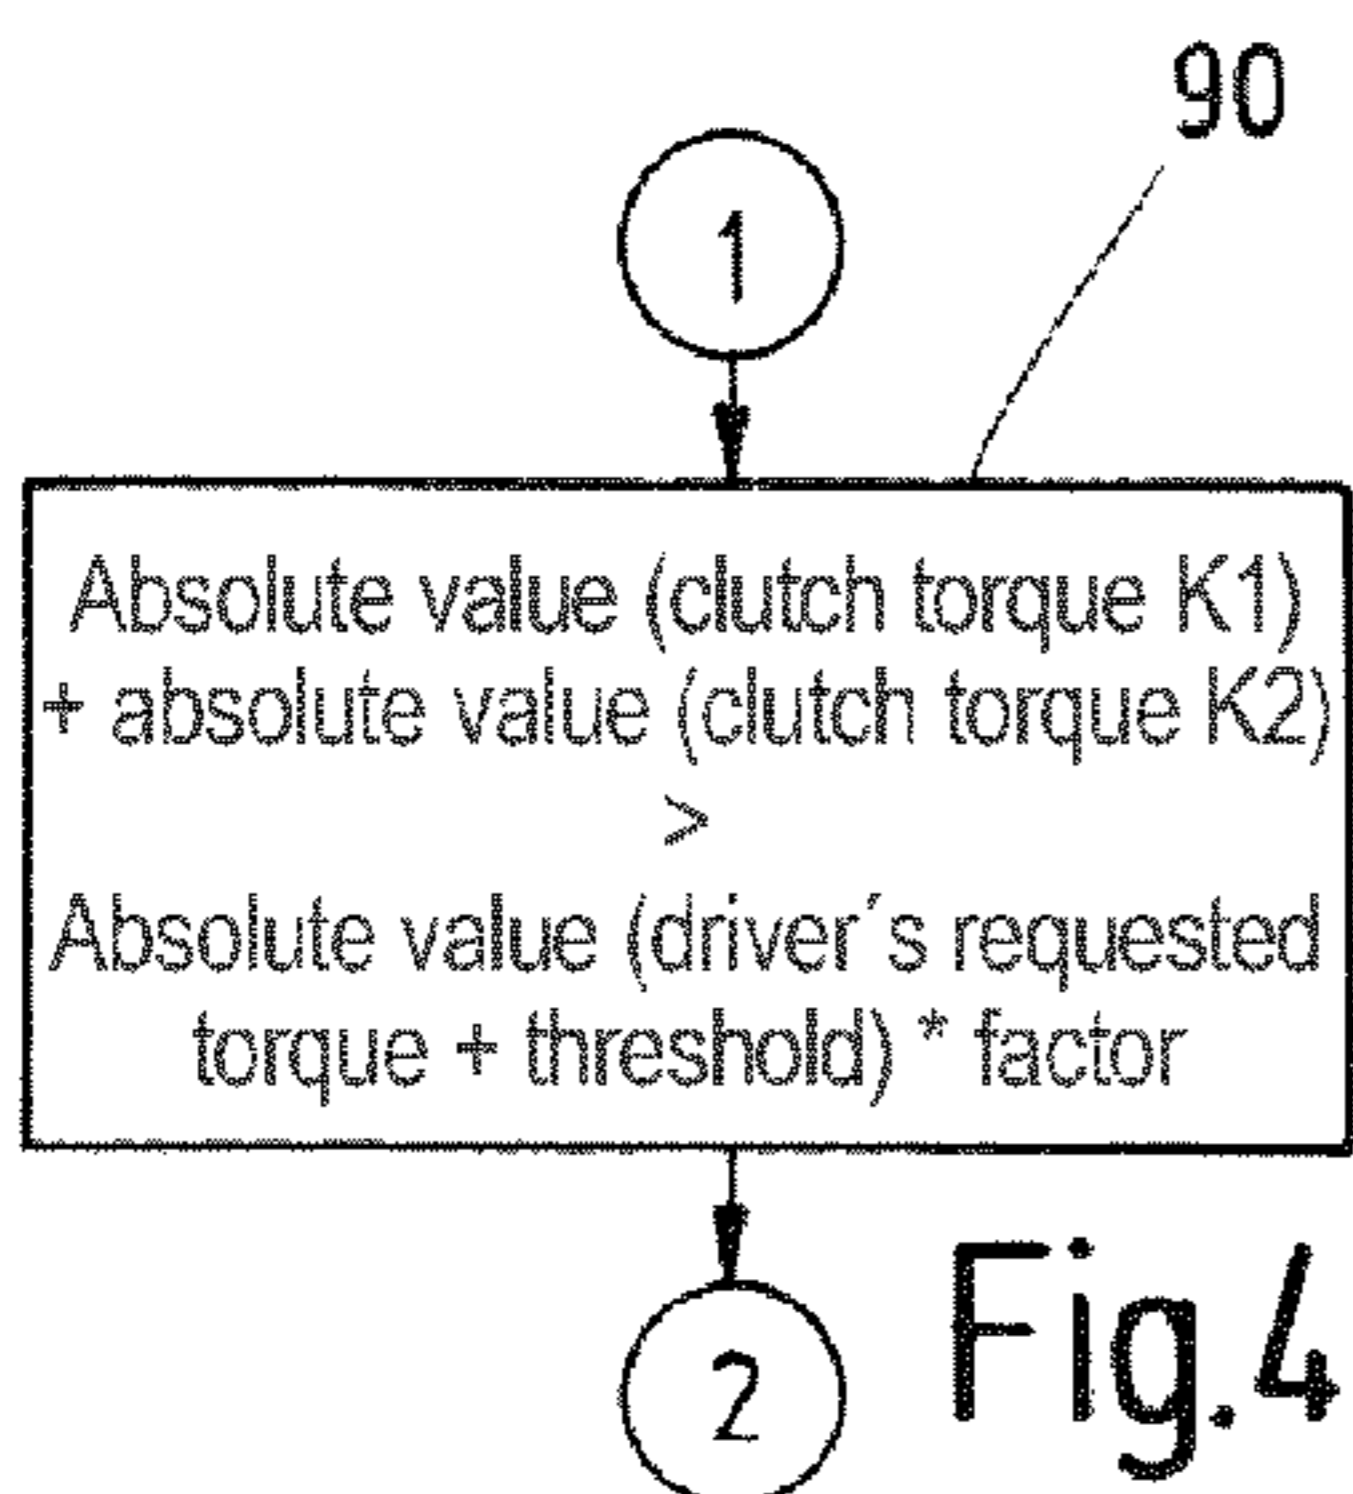 90
1
Absolute value (clutch torque K1)
+ absolute value (clutch torque K2)
>
Absolute value (driver´s requested
torque + threshold) * factor
2
Fig.4